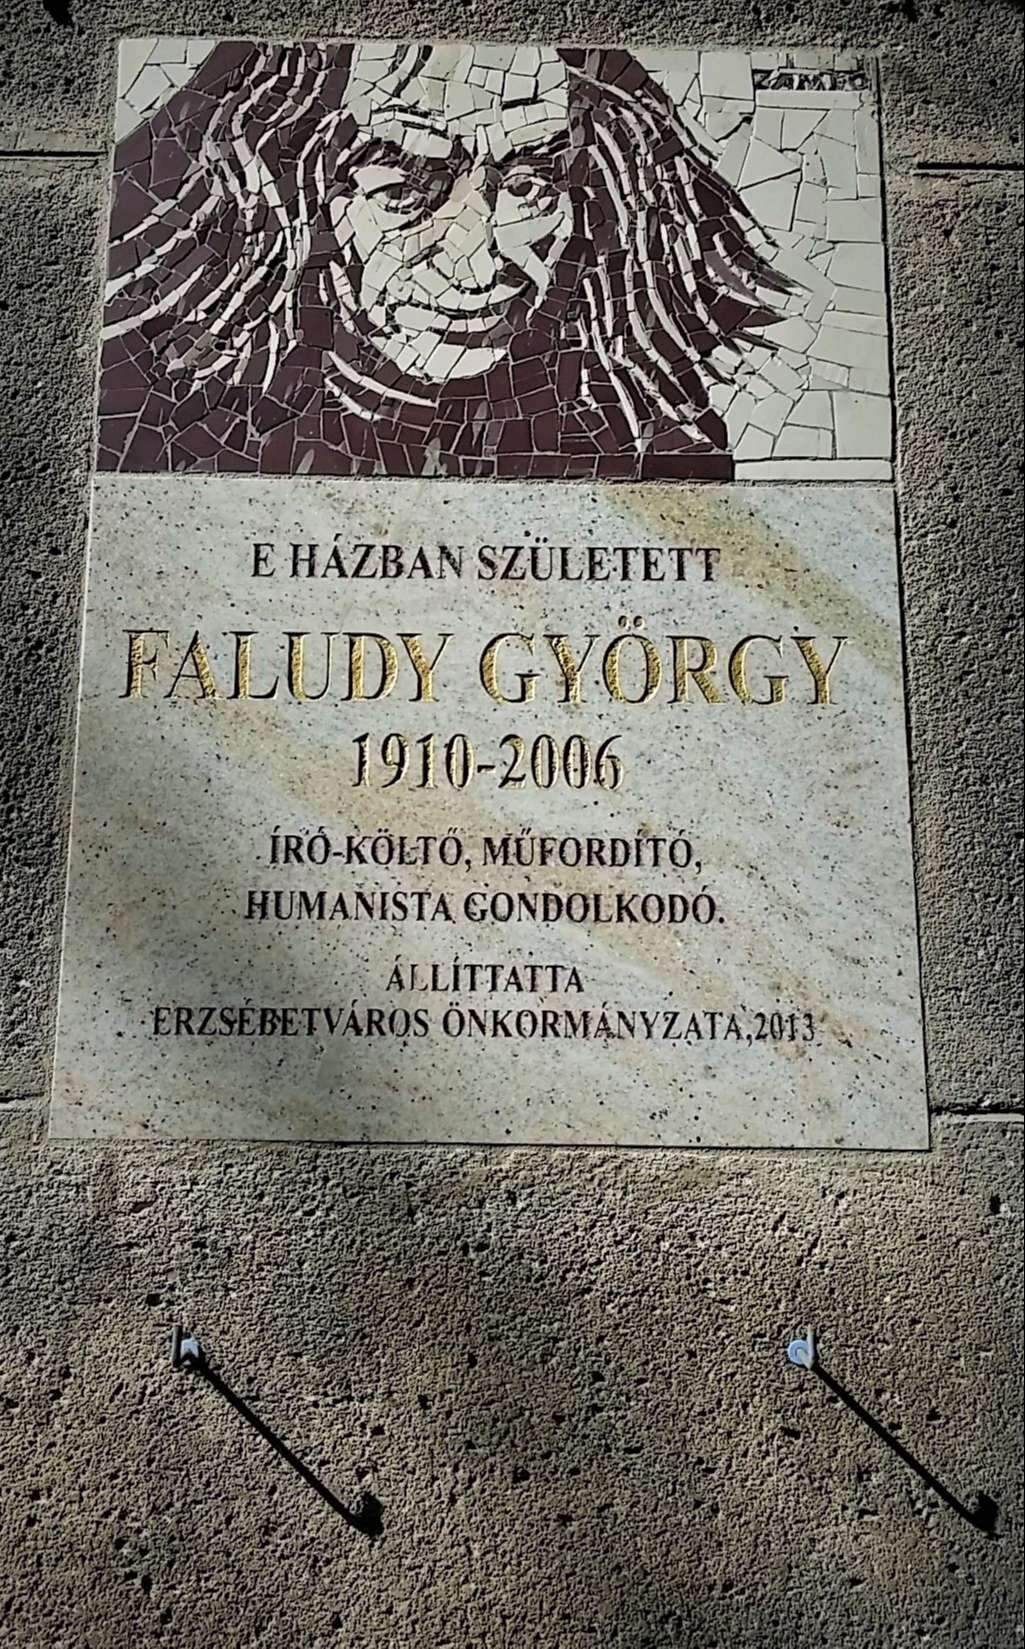 E HÁZBAN SZÜLETETT
FALUDY GYÖRGY
1910-2006
ÍRÓ-KÖLTŐ, MŰFORDÍTÓ,
HUMANISTA GONDOLKODÓ.
ÁLLÍTTATTA
ERZSÉBETVÁROS ÖNKORMÁNYZATA,2013